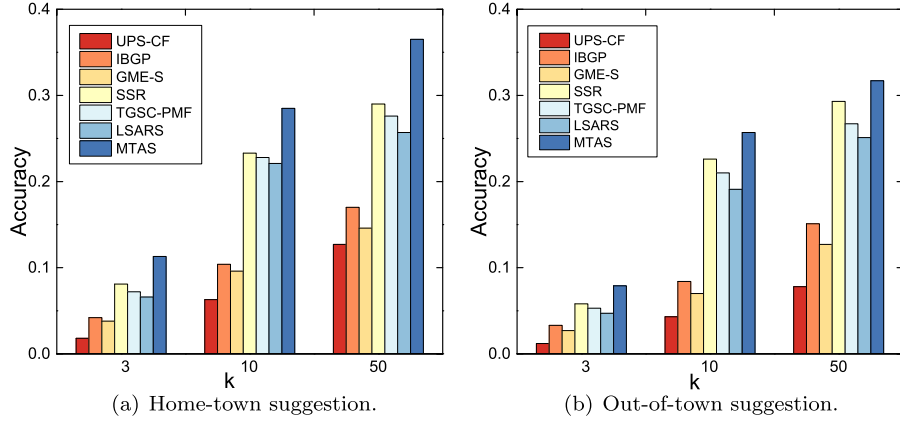 0.4
0.3
0.2
0.1
0.0
Accuracy
UPS-CF
IBGP
GME-S
SSR
TGSC-PMF
LSARS
MTAS
3
10
50
k
(a) Home-town suggestion.
0.4
0.3
0.2
0.1
0.0
Accuracy
UPS-CF
IBGP
GME-S
SSR
TGSC-PMF
LSARS
MTAS
3
10
50
k
(b) Out-of-town suggestion.